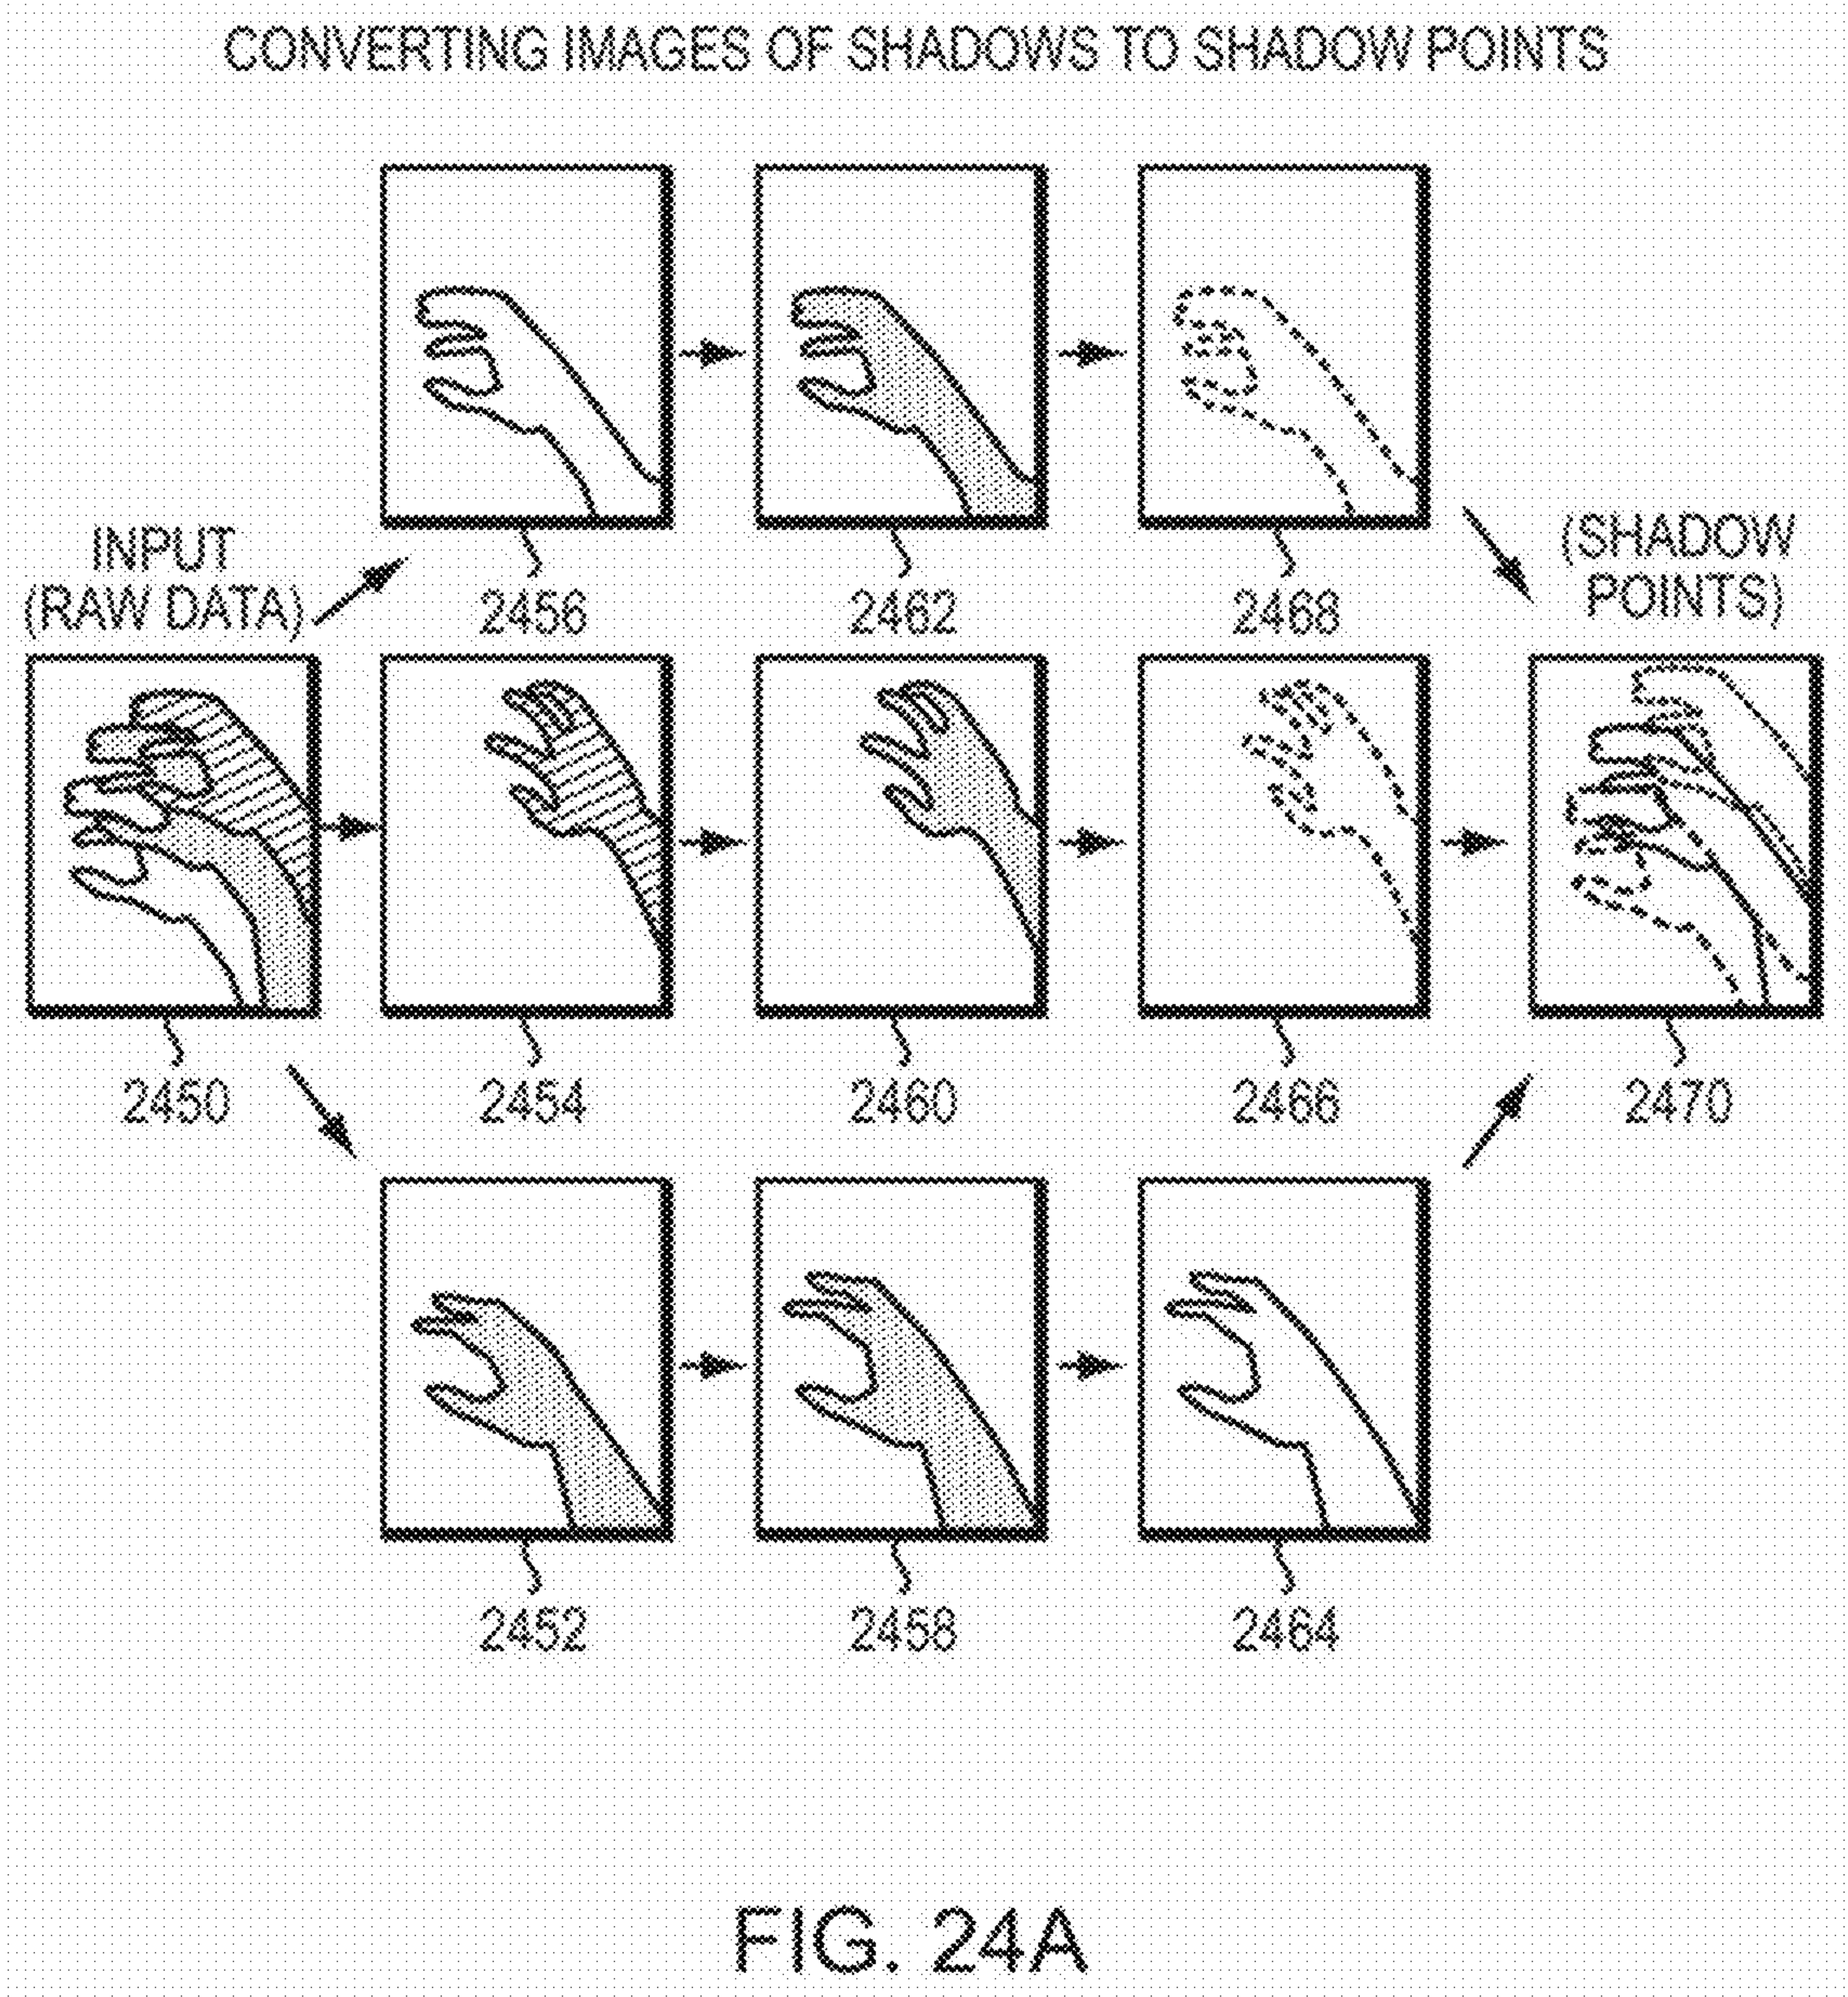 CONVERTING IMAGES OF SHADOWS TO SHADOW POINTS
INPUT
(RAW DATA)
2456
2462
2468
(SHADOW
POINTS)
2450
2454
2460
2466
2470
2452
2458
2464
FIG. 24A